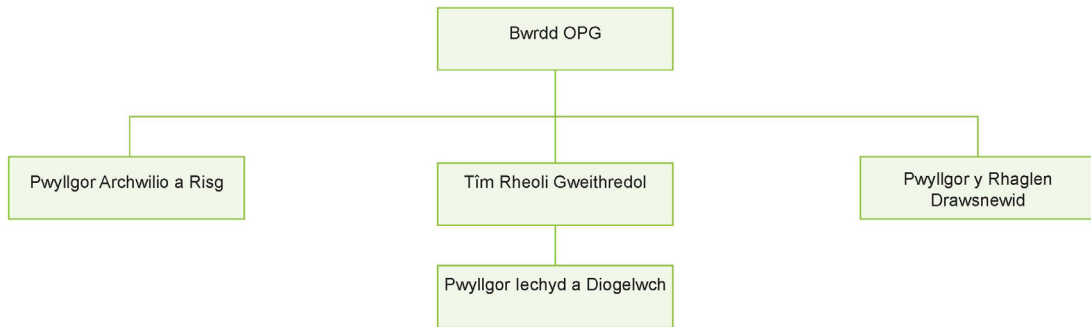 Bwrdd OPG
Pwyllgor Archwilio a Risg
Tîm Rheoli Gweithredol
Pwyllgor y Rhaglen
Drawsnewid
Pwyllgor Iechyd a Diogelwch